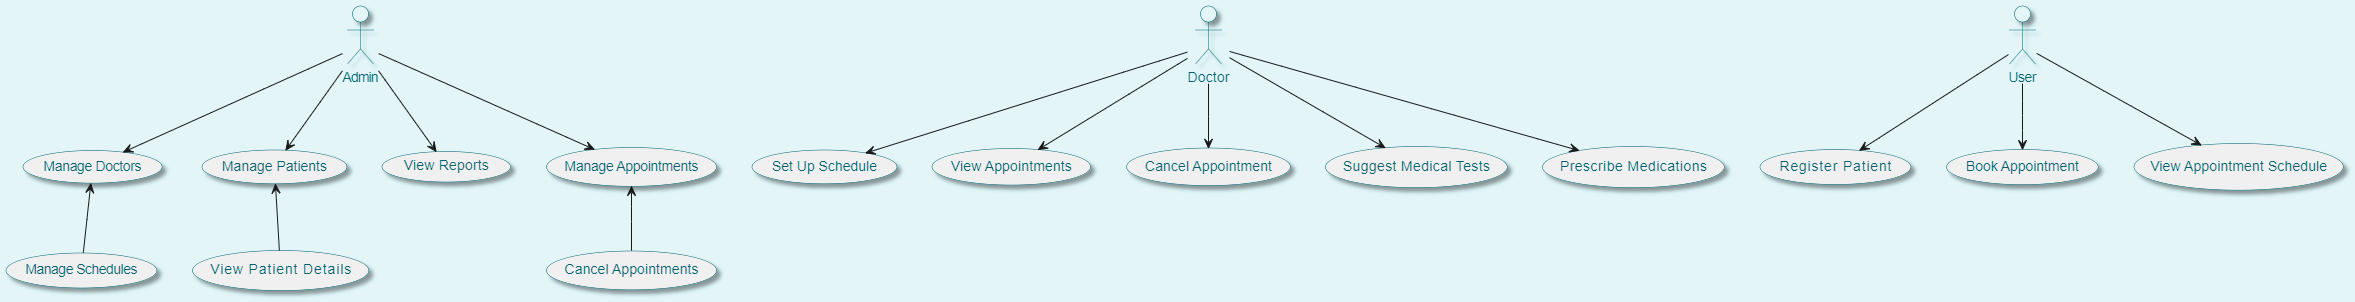 Admin
Doctor
User
Manage Doctors
Manage Patients
View Reports
Manage Appointments
Set Up Schedule
View Appointments
Cancel Appointment
Suggest Medical Tests
Prescribe Medications
Register Patient
Book Appointment
View Appointment Schedule
Manage Schedules
View Patient Details
Cancel Appointments